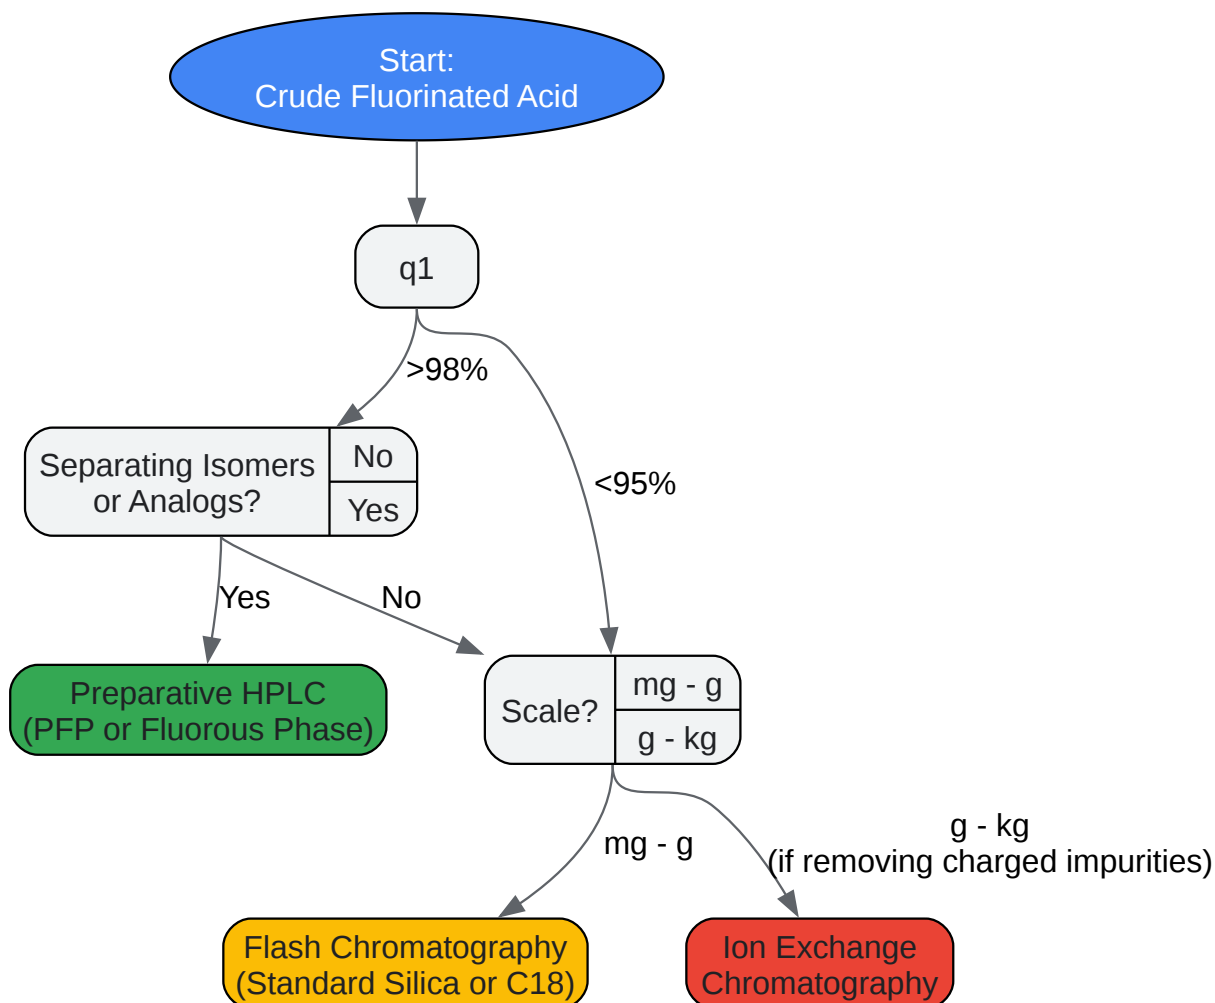 Start:
Crude Fluorinated Acid
q1
>98%
<95%
Separating Isomers
or Analogs?
No
Yes
Yes
No
Preparative HPLC
(PFP or Fluorous Phase)
Scale?
mg - g
g - kg
mg - g
g - kg
(if removing charged impurities)
Flash Chromatography
(Standard Silica or C18)
Ion Exchange
Chromatography